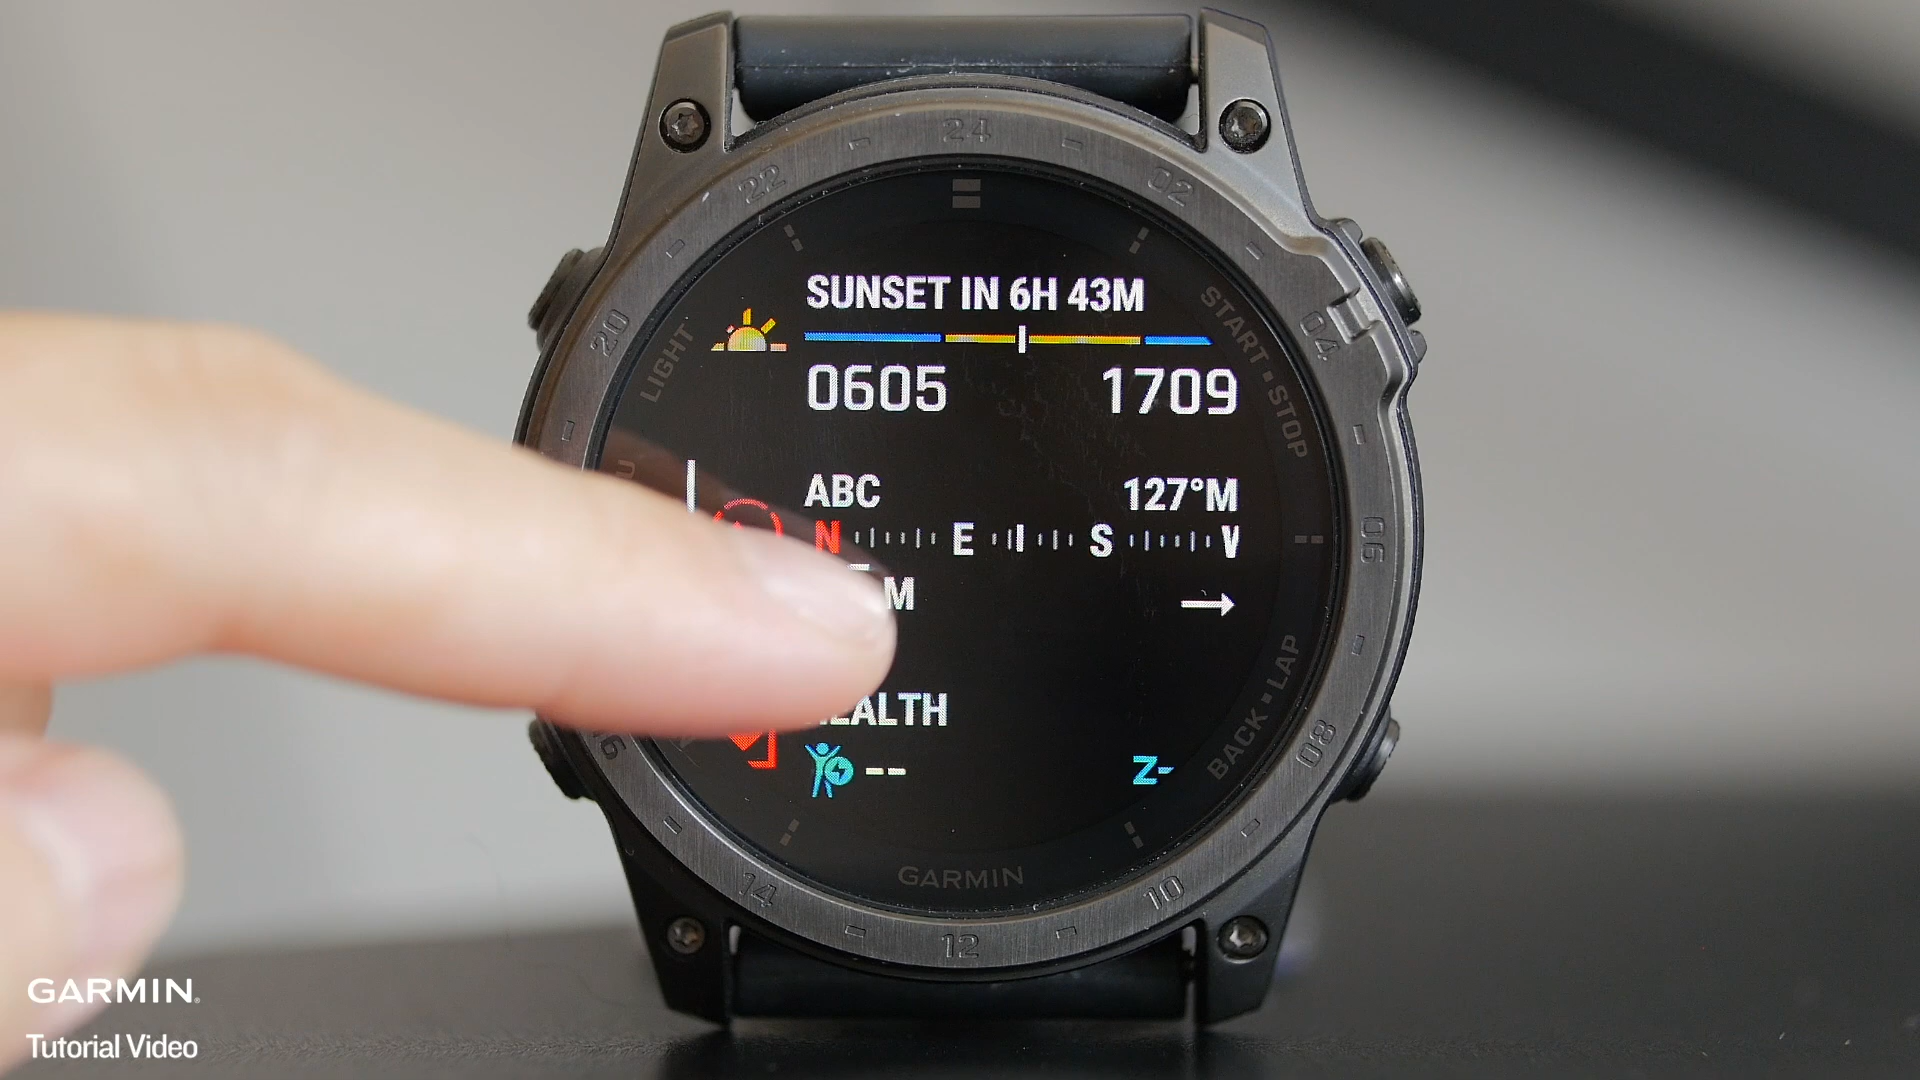 24
22
02
20
04
LIGHT
START•STOP
SUNSET IN 6H 43M
0605 1709
ABC 127°M
N E S
M
06
HEALTH
--
Z-
BACK•LAP
08
GARMIN
14
10
12
GARMIN
Tutorial Video